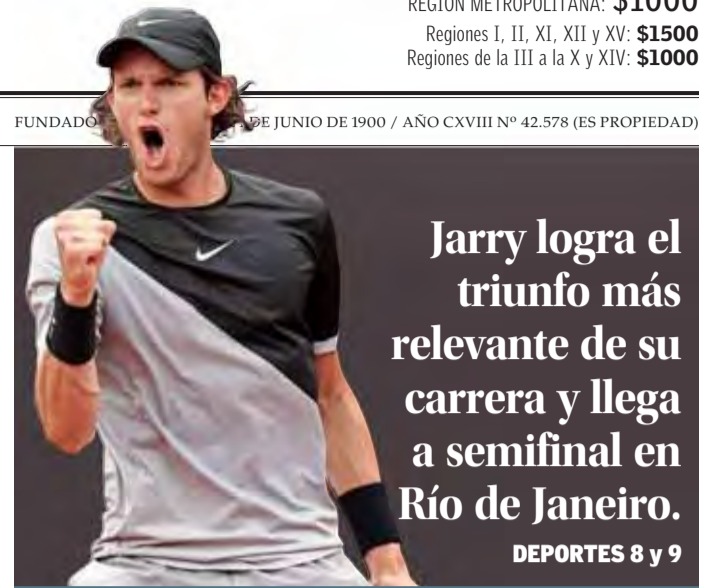 REGIÓN METROPOLITANA: $1000
Regiones I, II, XI, XII y XV: $1500
Regiones de la III a la X y XIV: $1000
FUNDADO DE JUNIO DE 1900 / AÑO CXVIII Nº 42.578 (ES PROPIEDAD)
Jarry logra el
triunfo más
relevante de su
carrera y llega
a semifinal en
Río de Janeiro.
DEPORTES 8 y 9